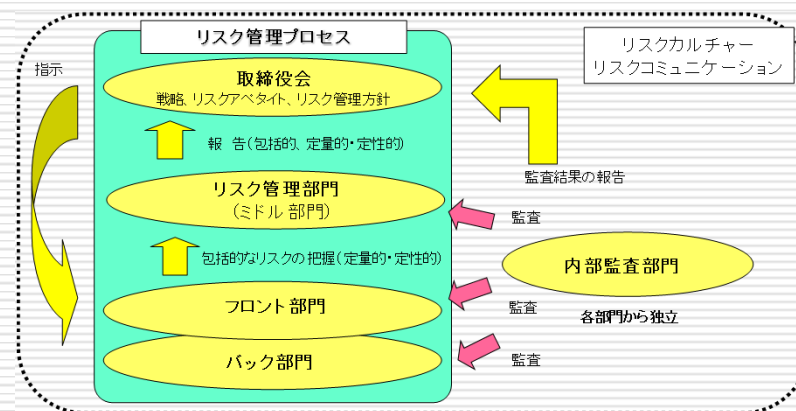 リスク管理プロセス
リスクカルチャー
リスクコミュニケーション
指示
取締役会
戦略、リスクアペタイト、リスク管理方針
報 告(包括的、定量的・定性的)
監査結果の報告
リスク管理部門
(ミドル部門)
監査
包括的なリスクの把握(定量的・定性的)
内部監査部門
フロント部門
監査
各部門から独立
バック部門
監査